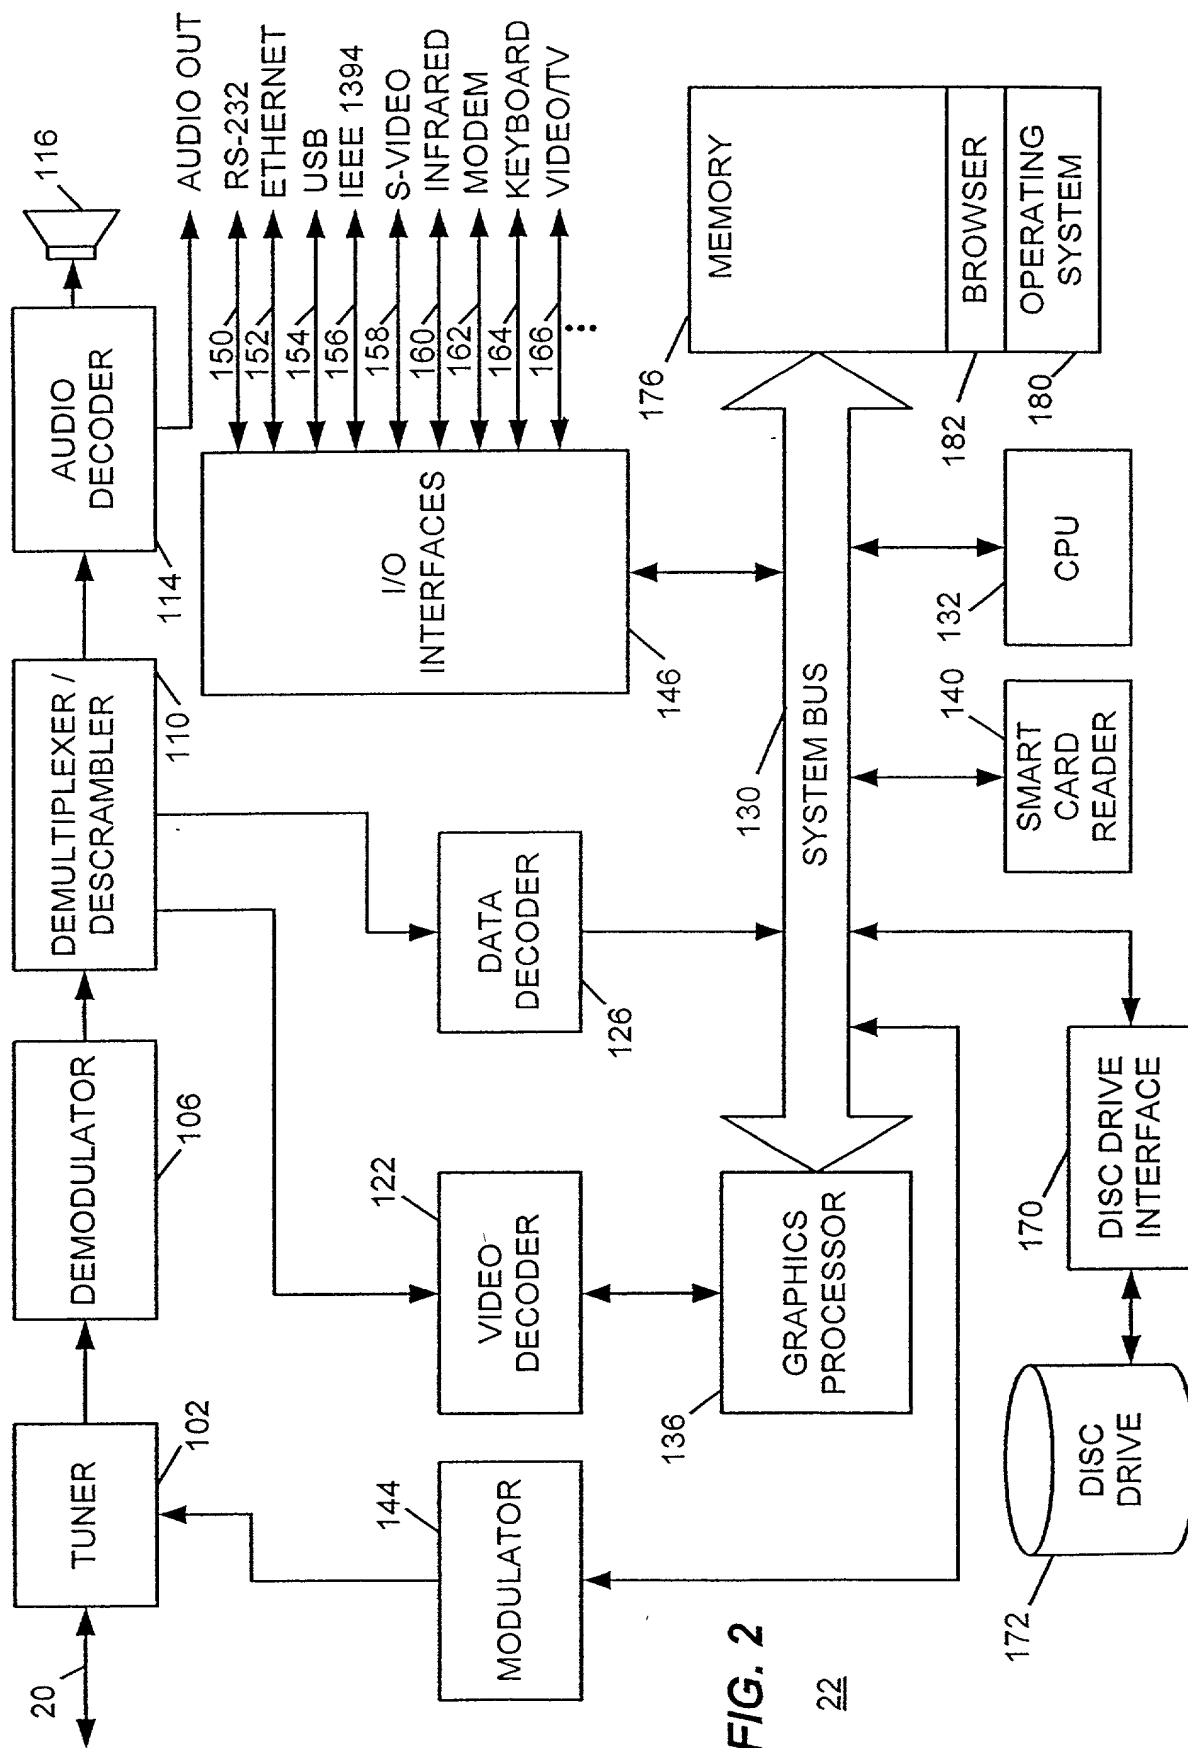 20
TUNER
102
DEMODULATOR
106
DEMULTIPLEXER /
DESCRAMBLER
110
AUDIO
DECODER
114
116
AUDIO OUT
RS-232
ETHERNET
USB
IEEE 1394
S-VIDEO
INFRARED
MODEM
KEYBOARD
VIDEO/TV
150
152
154
156
158
160
162
164
166
I/O
INTERFACES
146
MODULATOR
144
VIDEO
DECODER
122
DATA
DECODER
126
GRAPHICS
PROCESSOR
136
SYSTEM BUS
130
MEMORY
176
BROWSER
182
OPERATING
SYSTEM
180
CPU
132
SMART
CARD
READER
140
DISC DRIVE
INTERFACE
170
DISC
DRIVE
172
FIG. 2
22